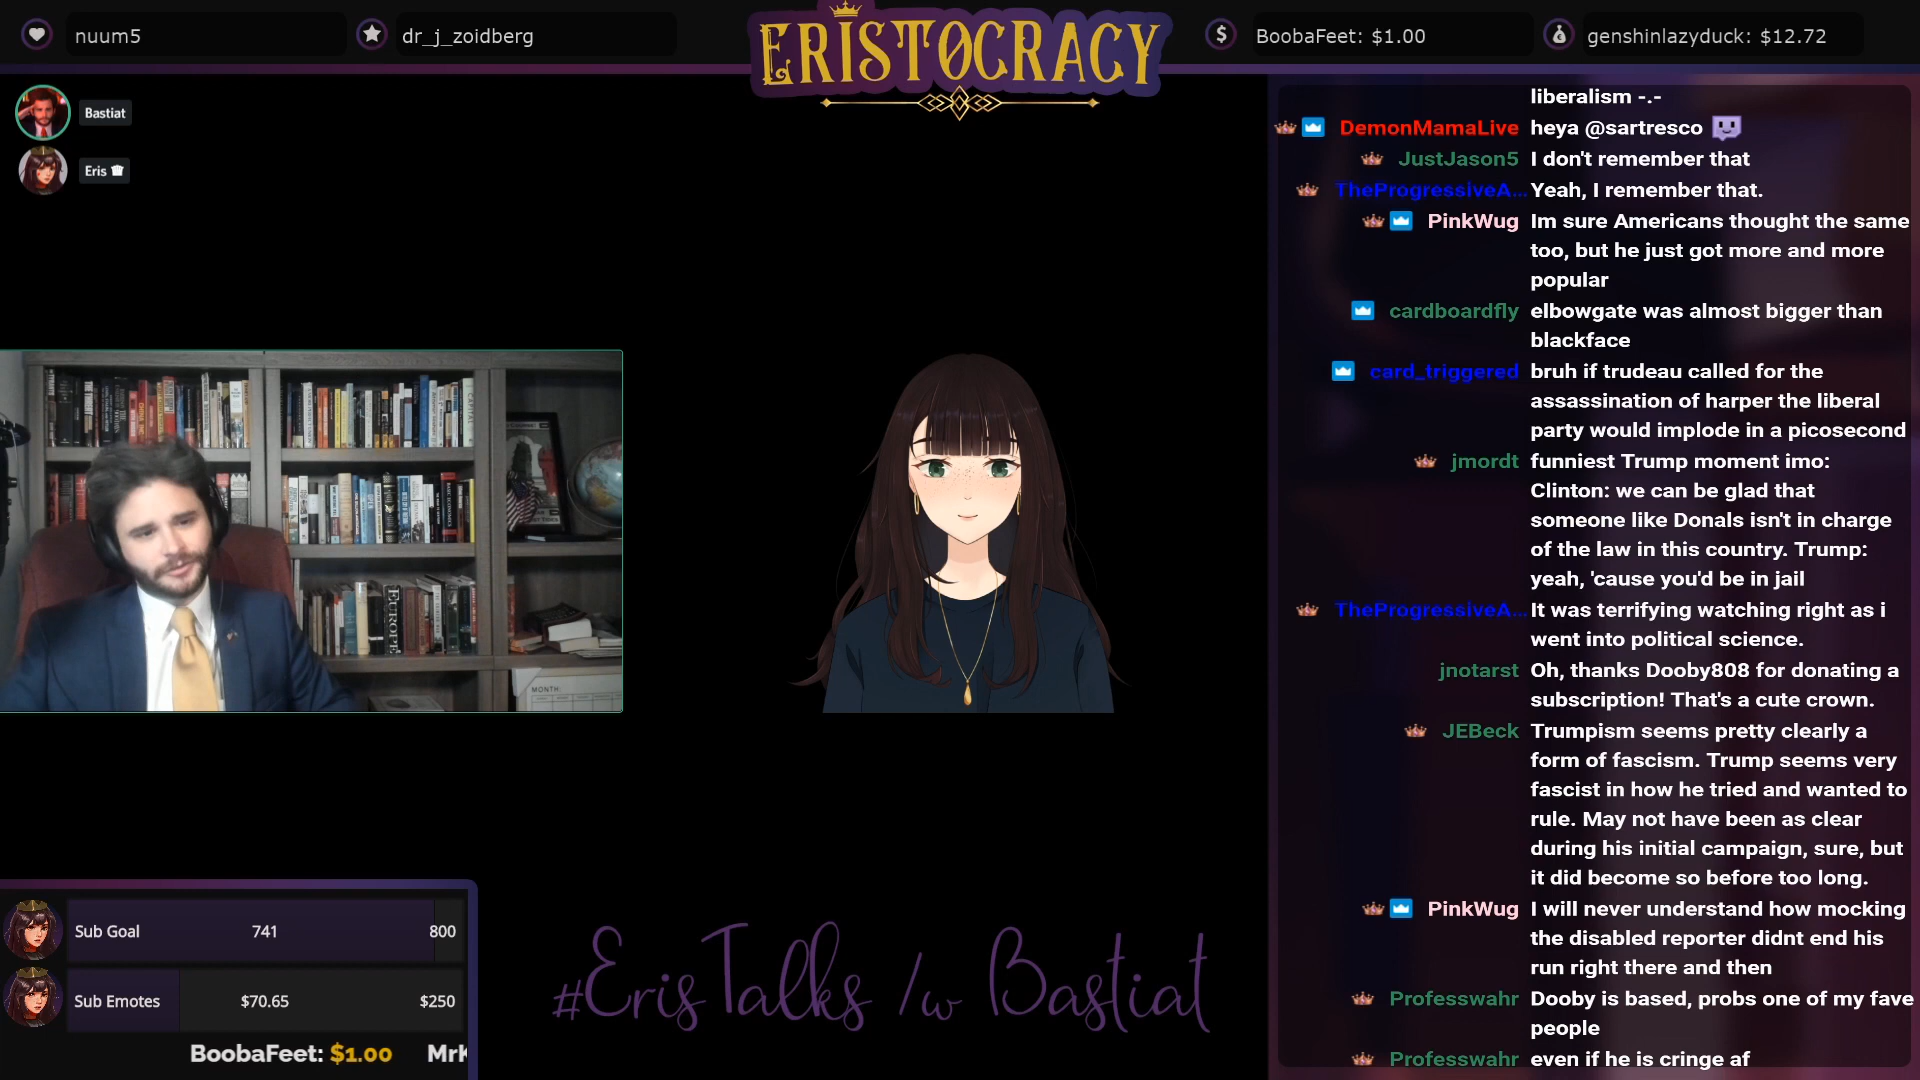 nuum5
dr_j_zoidberg
ERISTOCRACY
BoobaFeet: $1.00
genshinlazyduck: $12.72
Bastiat
Eris
EUROPE
MONTH:
Sub Goal 741 800
Sub Emotes $70.65 $250
BoobaFeet: $1.00 MrK
#ErisTalks /w Bastiat
liberalism -.-
DemonMamaLive heya @sartresco
JustJason5 I don't remember that
TheProgressiveA... Yeah, I remember that.
PinkWug Im sure Americans thought the same
too, but he just got more and more
popular
cardboardfly elbowgate was almost bigger than
blackface
card_triggered bruh if trudeau called for the
assassination of harper the liberal
party would implode in a picosecond
jmordt funniest Trump moment imo:
Clinton: we can be glad that
someone like Donals isn't in charge
of the law in this country. Trump:
yeah, 'cause you'd be in jail
TheProgressiveA... It was terrifying watching right as i
went into political science.
jnotarst Oh, thanks Dooby808 for donating a
subscription! That's a cute crown.
JEBeck Trumpism seems pretty clearly a
form of fascism. Trump seems very
fascist in how he tried and wanted to
rule. May not have been as clear
during his initial campaign, sure, but
it did become so before too long.
PinkWug I will never understand how mocking
the disabled reporter didnt end his
run right there and then
Professwahr Dooby is based, probs one of my fave
people
Professwahr even if he is cringe af